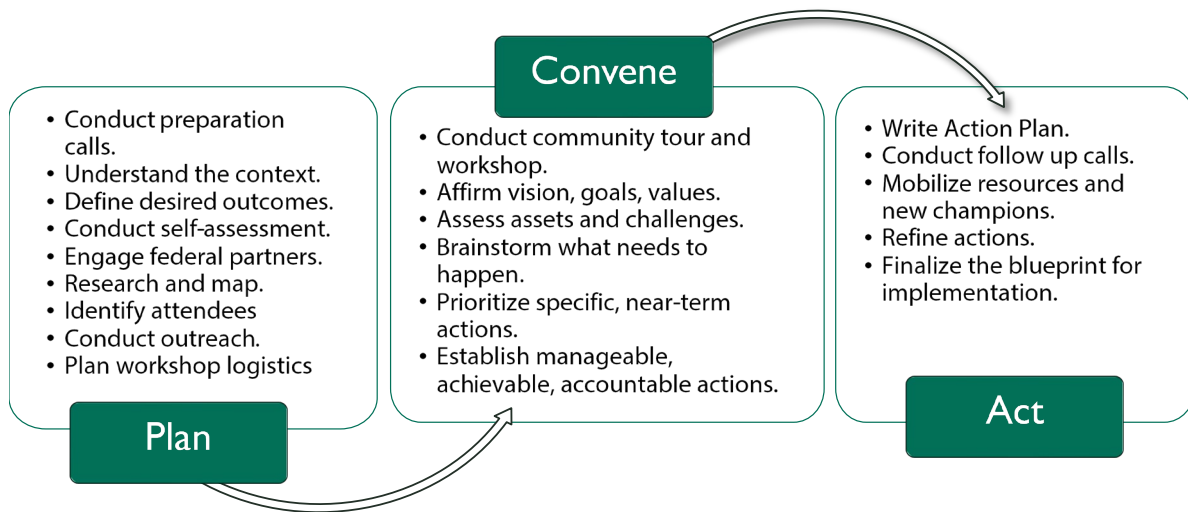 • Conduct preparation
calls.
• Understand the context.
• Define desired outcomes.
• Conduct self-assessment.
• Engage federal partners.
• Research and map.
• Identify attendees
• Conduct outreach.
• Plan workshop logistics
Plan
Convene
• Conduct community tour and
workshop.
• Affirm vision, goals, values.
• Assess assets and challenges.
• Brainstorm what needs to
happen.
• Prioritize specific, near-term
actions.
• Establish manageable,
achievable, accountable actions.
• Write Action Plan.
• Conduct follow up calls.
• Mobilize resources and
new champions.
• Refine actions.
• Finalize the blueprint for
implementation.
Act